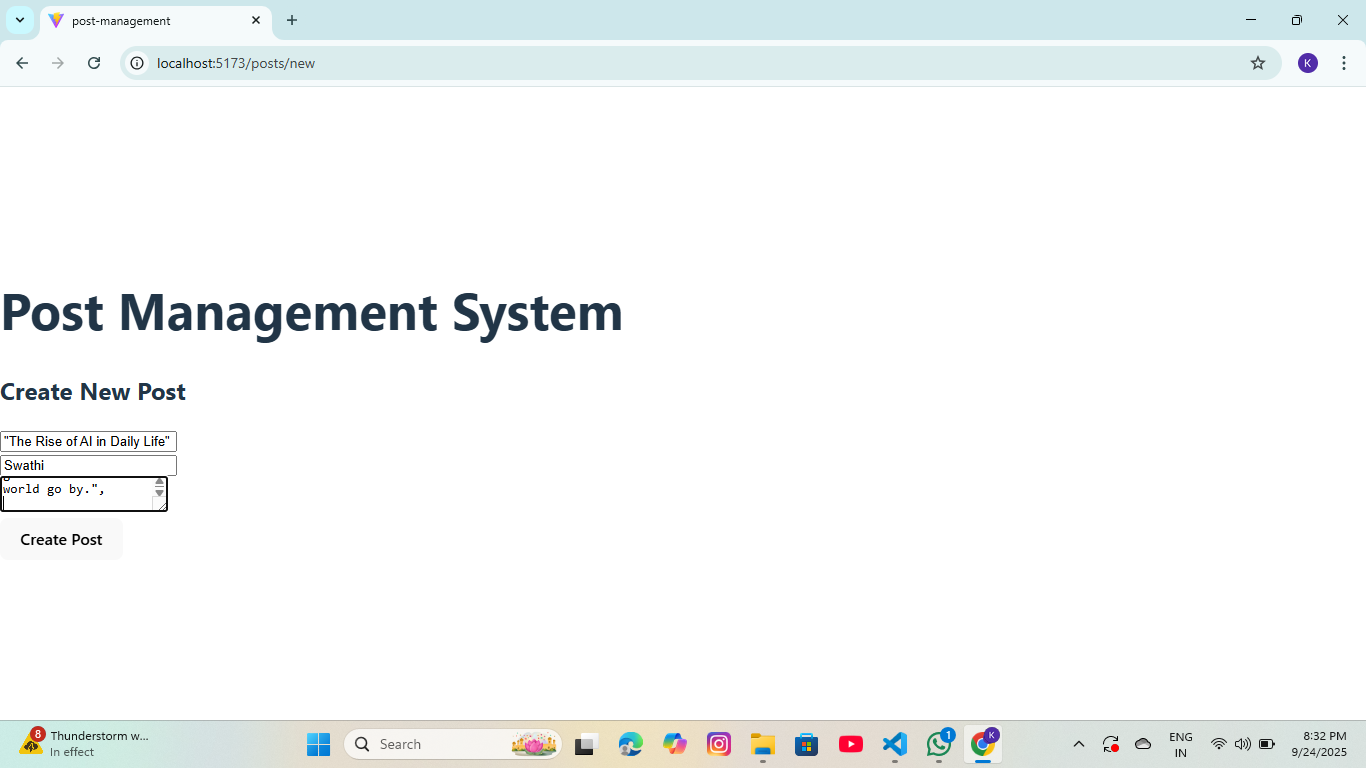 post-management
localhost:5173/posts/new
K
Post Management System
Create New Post
"The Rise of AI in Daily Life"
Swathi
world go by.",
Create Post
8
Thunderstorm w...
In effect
Search
1
K
ENG
IN
8:32 PM
9/24/2025